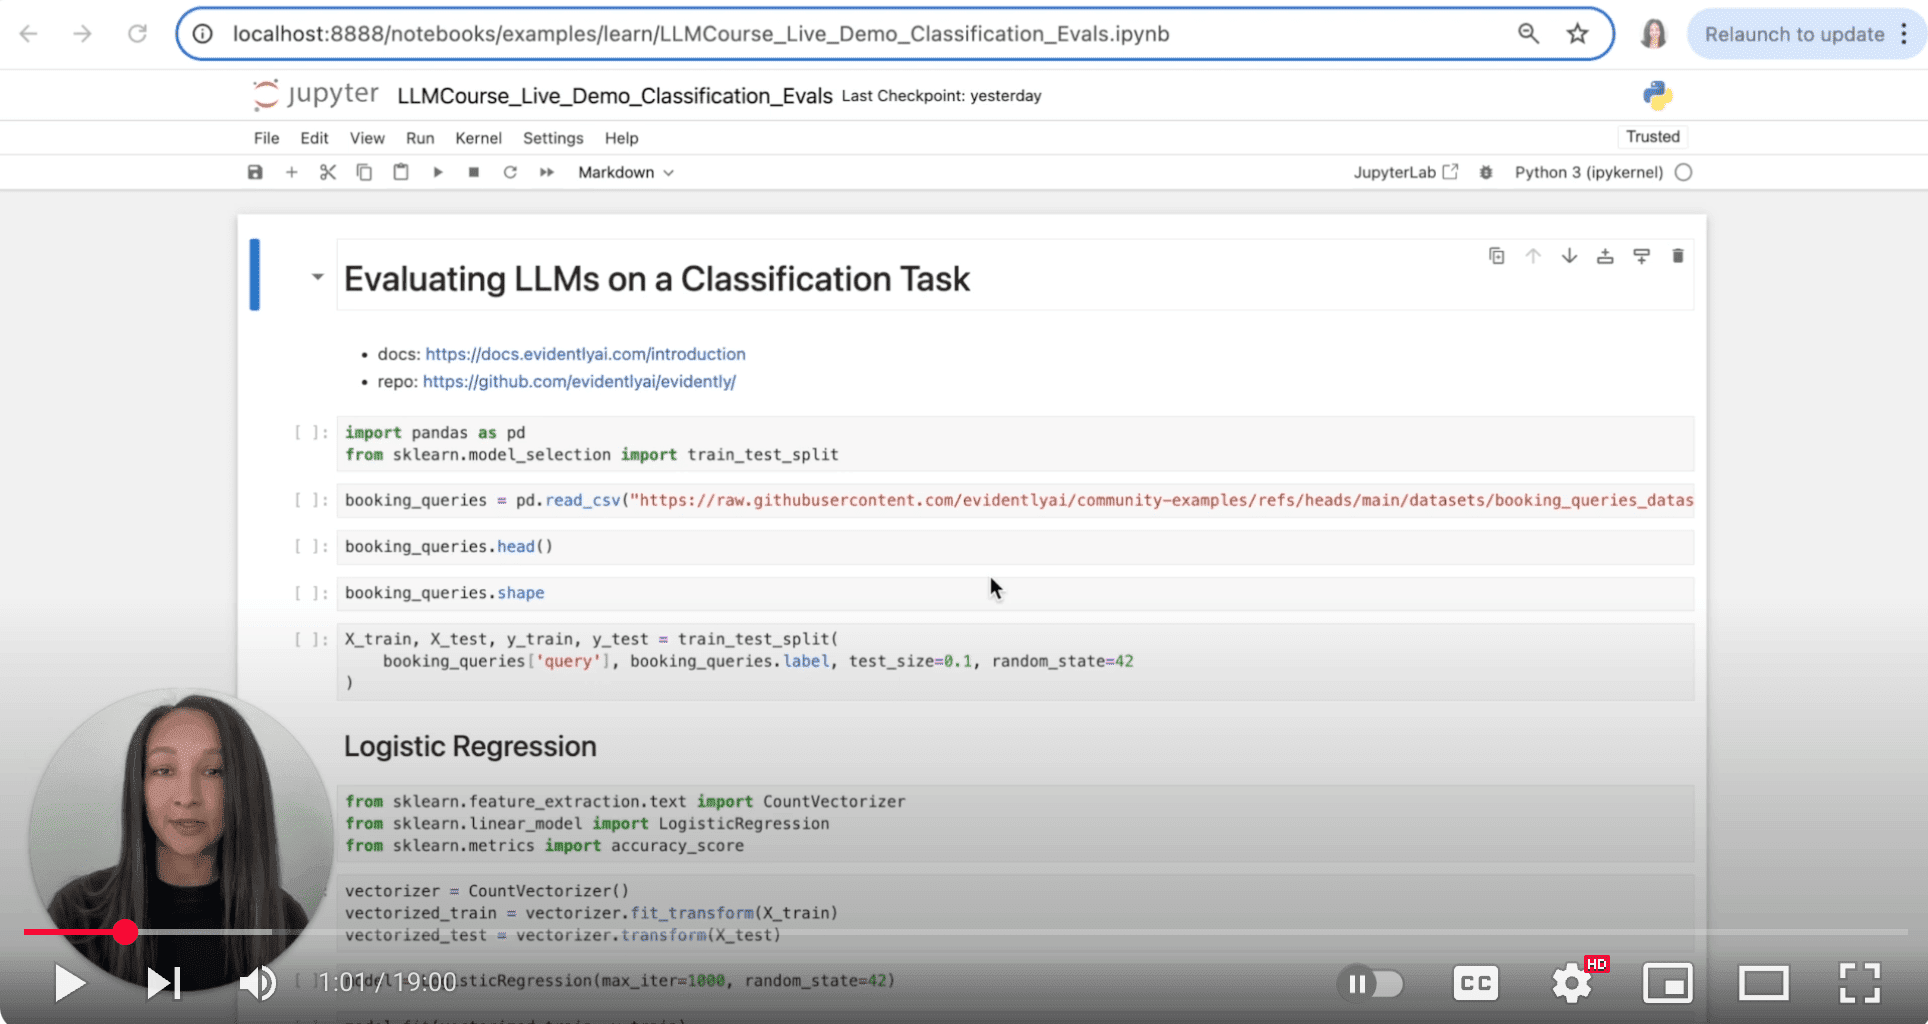 localhost:8888/notebooks/examples/learn/LLMCourse_Live_Demo_Classification_Evals.ipynb
Relaunch to update
jupyter LLMCourse_Live_Demo_Classification_Evals Last Checkpoint: yesterday
File Edit View Run Kernel Settings Help
Trusted
Markdown
JupyterLab
Python 3 (ipykernel)
Evaluating LLMs on a Classification Task
• docs: https://docs.evidentlyai.com/introduction
• repo: https://github.com/evidentlyai/evidently/
[ ]: import pandas as pd
from sklearn.model_selection import train_test_split
[ ]: booking_queries = pd.read_csv("https://raw.githubusercontent.com/evidentlyai/community-examples/refs/heads/main/datasets/booking_queries_datas
[ ]: booking_queries.head()
[ ]: booking_queries.shape
[ ]: X_train, X_test, y_train, y_test = train_test_split(
booking_queries['query'], booking_queries.label, test_size=0.1, random_state=42
)
Logistic Regression
from sklearn.feature_extraction.text import CountVectorizer
from sklearn.linear_model import LogisticRegression
from sklearn.metrics import accuracy_score
vectorizer = CountVectorizer()
vectorized_train = vectorizer.fit_transform(X_train)
vectorized_test = vectorizer.transform(X_test)
(max_iter=1000, random_state=42)
1:01 / 19:00
CC
HD